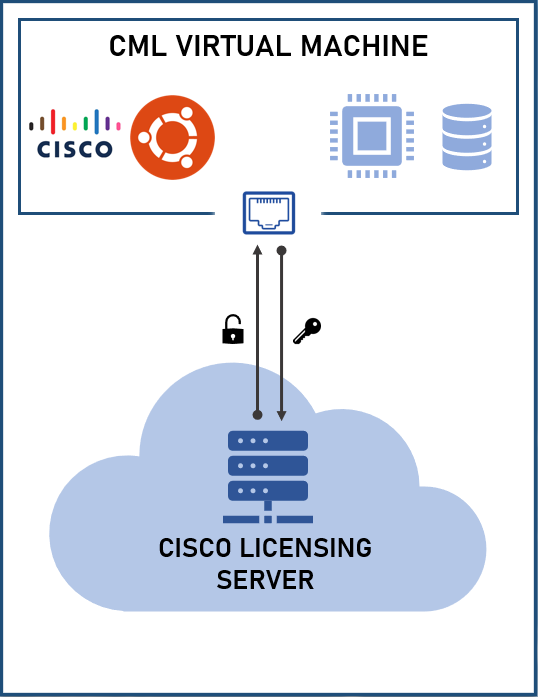 CML VIRTUAL MACHINE
CISCO
CISCO LICENSING
SERVER